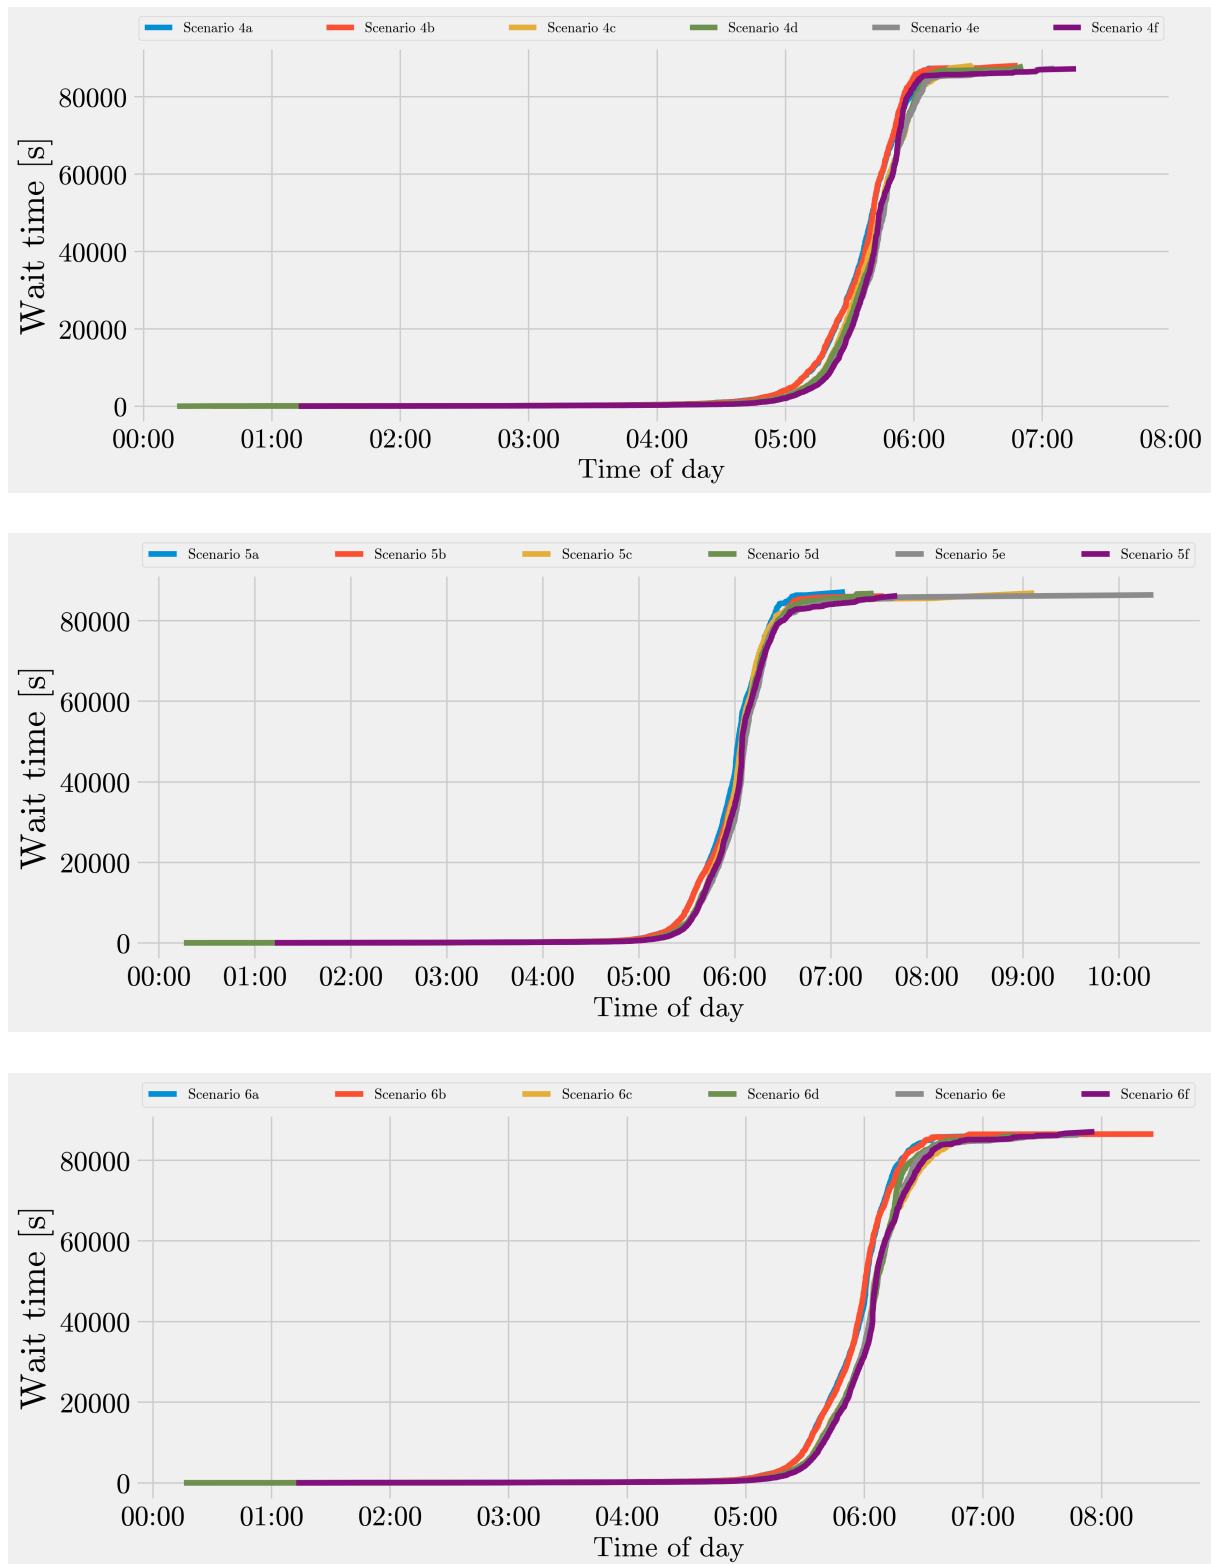 Scenario 4a Scenario 4b Scenario 4c Scenario 4d Scenario 4e Scenario 4f
Wait time [s]
80000
60000
40000
20000
0
00:00 01:00 02:00 03:00 04:00 05:00 06:00 07:00 08:00
Time of day
Scenario 5a Scenario 5b Scenario 5c Scenario 5d Scenario 5e Scenario 5f
Wait time [s]
80000
60000
40000
20000
0
00:00 01:00 02:00 03:00 04:00 05:00 06:00 07:00 08:00 09:00 10:00
Time of day
Scenario 6a Scenario 6b Scenario 6c Scenario 6d Scenario 6e Scenario 6f
Wait time [s]
80000
60000
40000
20000
0
00:00 01:00 02:00 03:00 04:00 05:00 06:00 07:00 08:00
Time of day